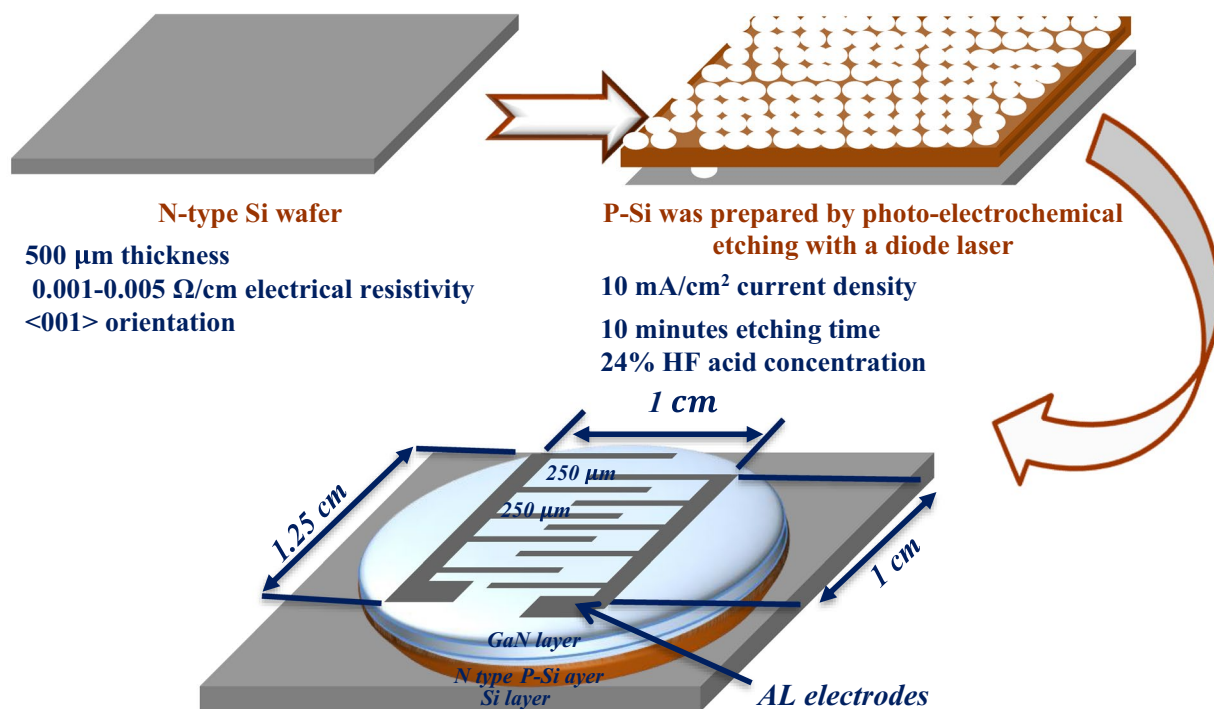 N-type Si wafer
500 μm thickness
0.001-0.005 Ω/cm electrical resistivity
<001> orientation
P-Si was prepared by photo-electrochemical
etching with a diode laser
10 mA/cm² current density
10 minutes etching time
24% HF acid concentration
1 cm
1.25 cm
250 μm
250 μm
1 cm
GaN layer
N type P-Si ayer
Si layer
AL electrodes